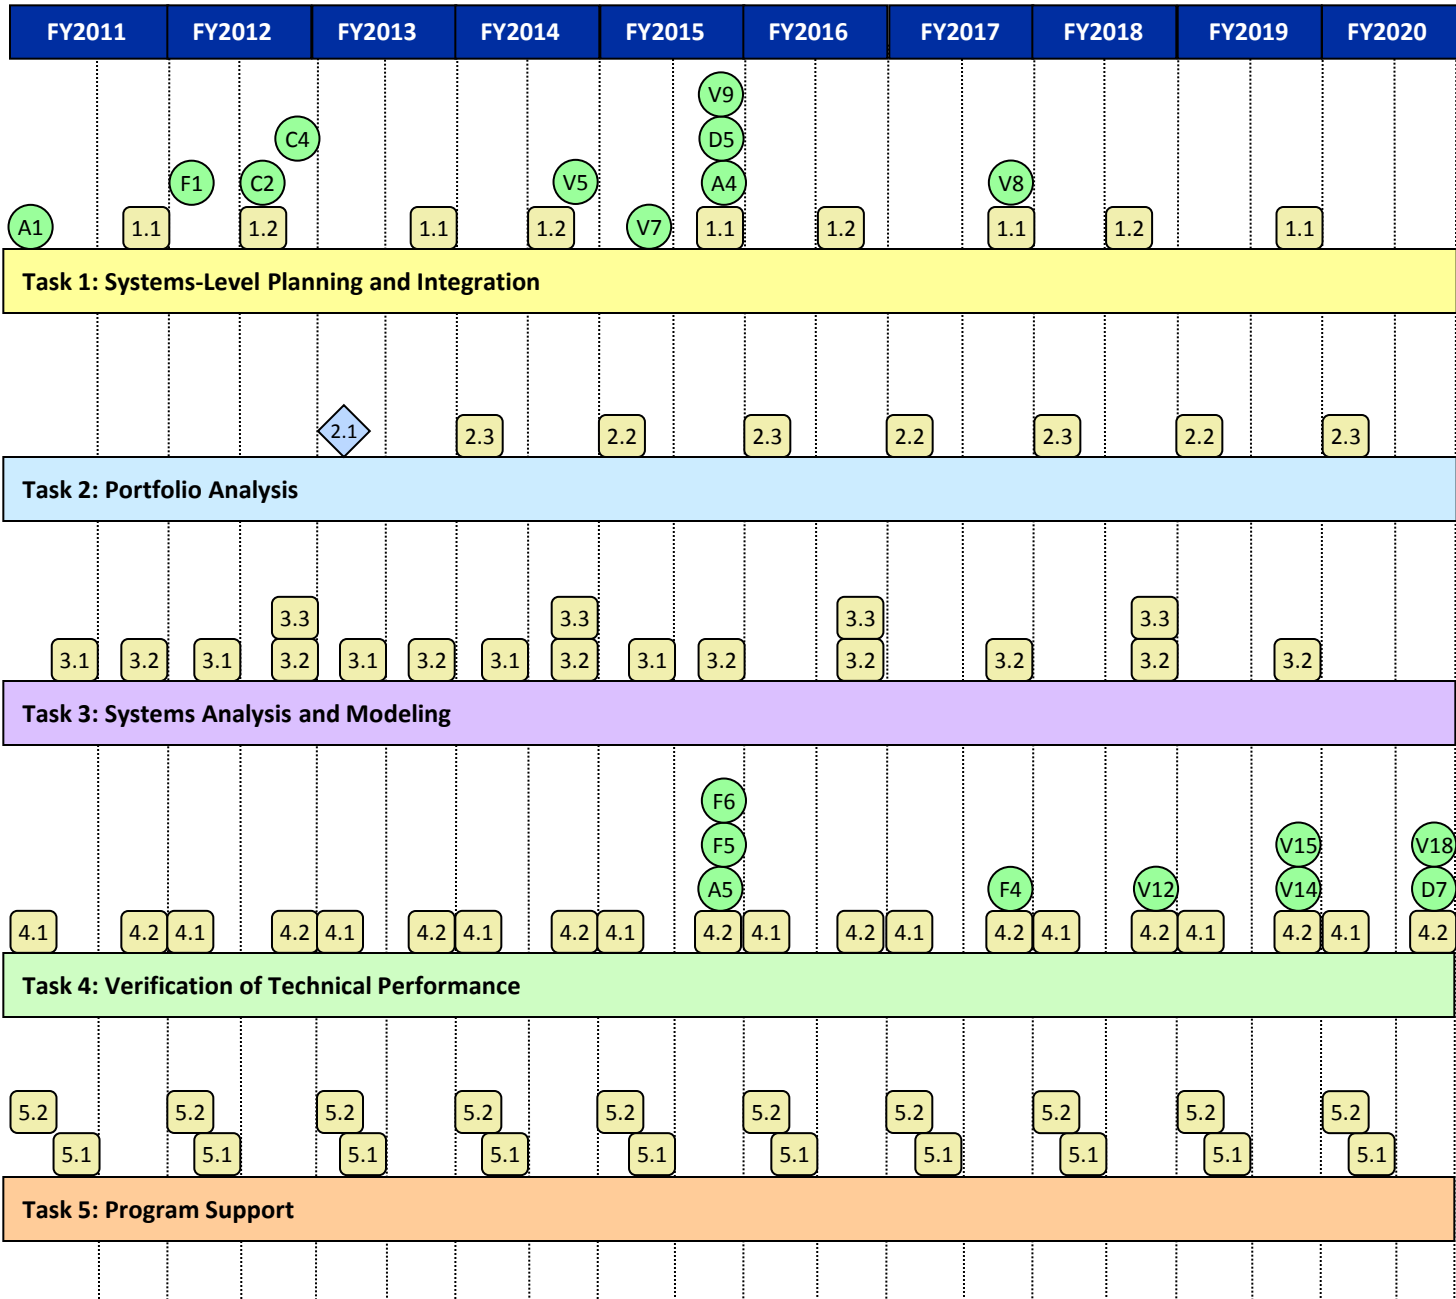 FY2011 FY2012 FY2013 FY2014 FY2015 FY2016 FY2017 FY2018 FY2019 FY2020
V9
C4 D5
F1 C2 V5 A4 V8
A1 1.1 1.2 1.1 1.2 V7 1.1 1.2 1.1 1.2 1.1
Task 1: Systems-Level Planning and Integration
2.1 2.3 2.2 2.3 2.2 2.3 2.2 2.3
Task 2: Portfolio Analysis
3.3 3.3 3.3 3.3
3.1 3.2 3.1 3.2 3.1 3.2 3.1 3.2 3.1 3.2 3.2 3.2 3.2 3.2
Task 3: Systems Analysis and Modeling
F6
F5 V15 V18
A5 F4 V12 V14 D7
4.1 4.2 4.1 4.2 4.1 4.2 4.1 4.2 4.1 4.2 4.1 4.2 4.1 4.2 4.1 4.2 4.1 4.2 4.1 4.2
Task 4: Verification of Technical Performance
5.2 5.2 5.2 5.2 5.2 5.2 5.2 5.2 5.2 5.2
5.1 5.1 5.1 5.1 5.1 5.1 5.1 5.1 5.1 5.1
Task 5: Program Support